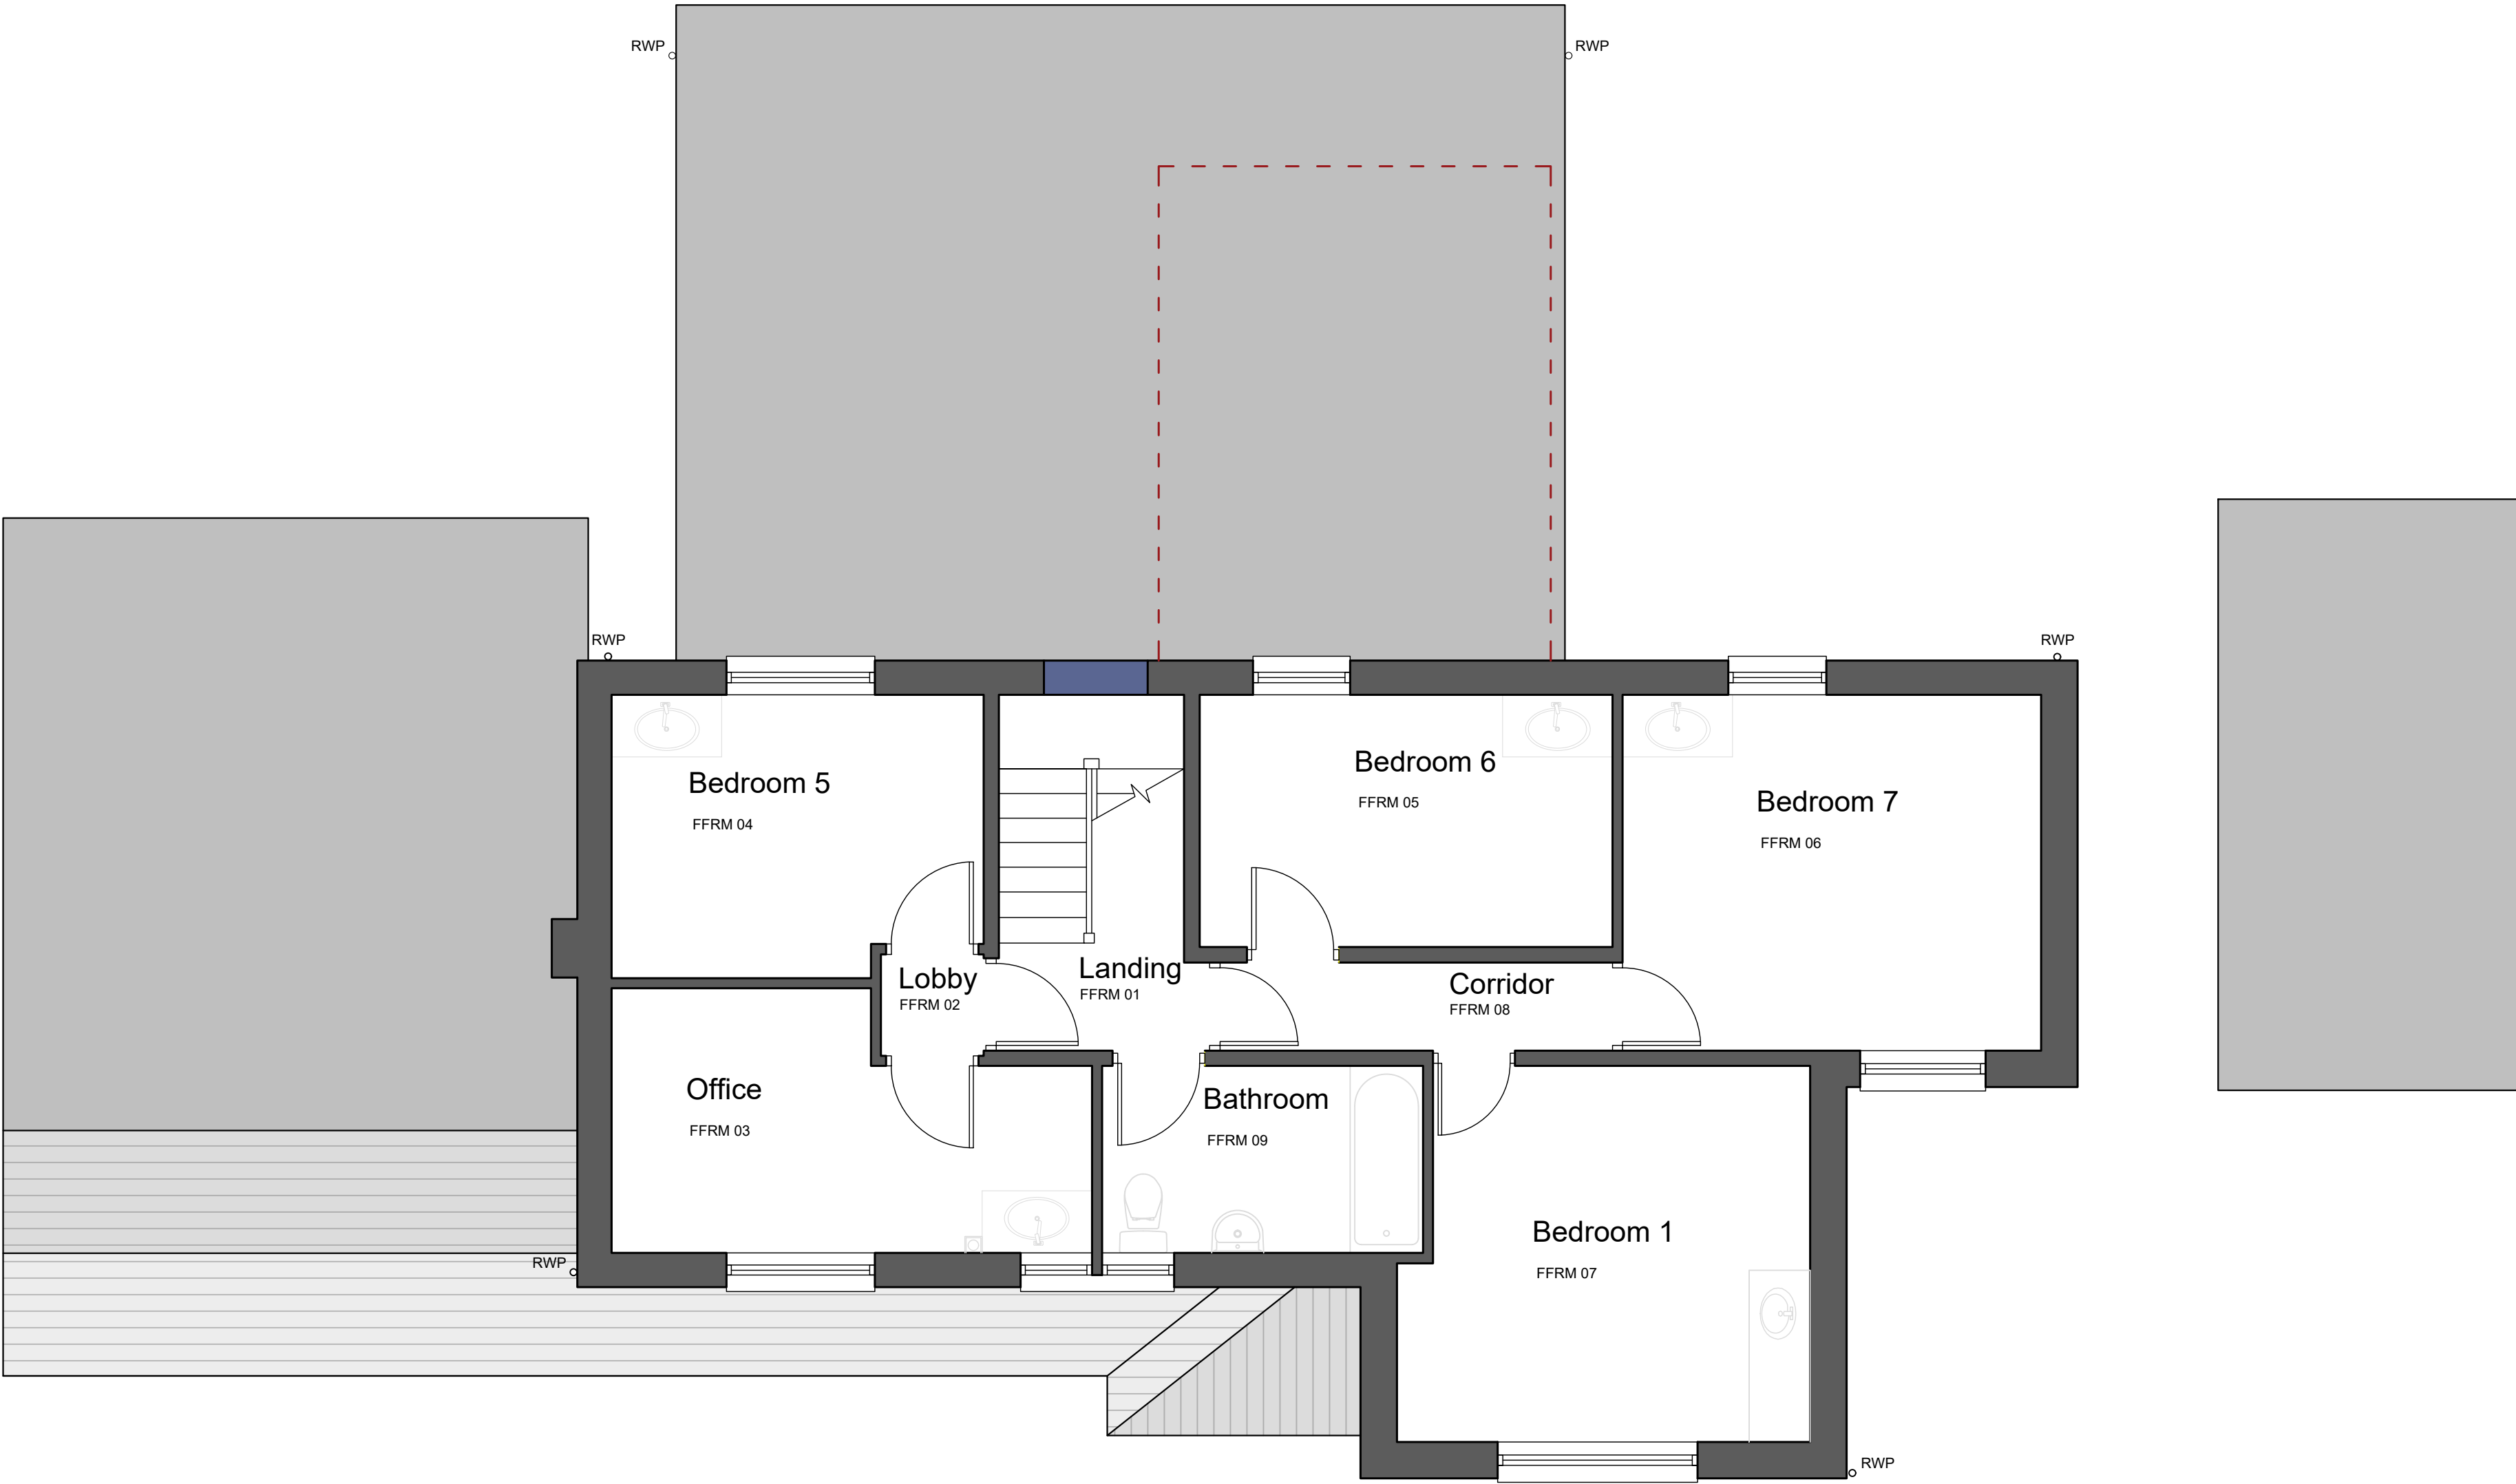 RWP
RWP
RWP
RWP
Bedroom 5
FFRM 04
Bedroom 6
FFRM 05
Bedroom 7
FFRM 06
Lobby
FFRM 02
Landing
FFRM 01
Corridor
FFRM 08
Office
FFRM 03
Bathroom
FFRM 09
Bedroom 1
FFRM 07
RWP
RWP